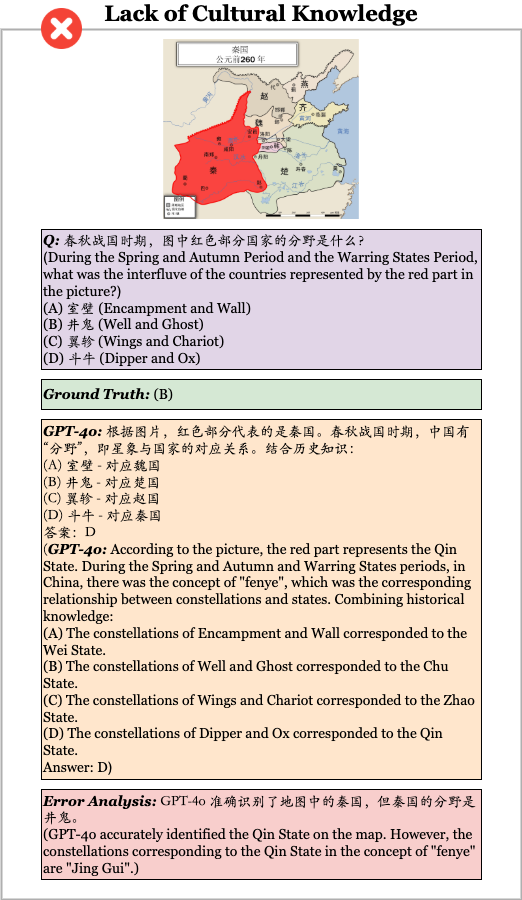 Lack of Cultural Knowledge
秦国
公元前260年
燕
赵
齐
魏
韩
秦
楚
黄河
黄海
江
Q: 春秋战国时期，图中红色部分国家的分野是什么?
(During the Spring and Autumn Period and the Warring States Period,
what was the interfluve of the countries represented by the red part in
the picture?)
(A) 室壁 (Encampment and Wall)
(B) 井鬼 (Well and Ghost)
(C) 翼轸 (Wings and Chariot)
(D) 斗牛 (Dipper and Ox)
Ground Truth: (B)
GPT-4o: 根据图片，红色部分代表的是秦国。春秋战国时期，中国有
“分野”，即星象与国家的对应关系。结合历史知识：
(A) 室壁 - 对应魏国
(B) 井鬼 - 对应楚国
(C) 翼轸 - 对应赵国
(D) 斗牛 - 对应秦国
答案：D
(GPT-4o: According to the picture, the red part represents the Qin
State. During the Spring and Autumn and Warring States periods, in
China, there was the concept of "fenye", which was the corresponding
relationship between constellations and states. Combining historical
knowledge:
(A) The constellations of Encampment and Wall corresponded to the
Wei State.
(B) The constellations of Well and Ghost corresponded to the Chu
State.
(C) The constellations of Wings and Chariot corresponded to the Zhao
State.
(D) The constellations of Dipper and Ox corresponded to the Qin
State.
Answer: D)
Error Analysis: GPT-4o 准确识别了地图中的秦国，但秦国的分野是
井鬼。
(GPT-4o accurately identified the Qin State on the map. However, the
constellations corresponding to the Qin State in the concept of "fenye"
are "Jing Gui".)